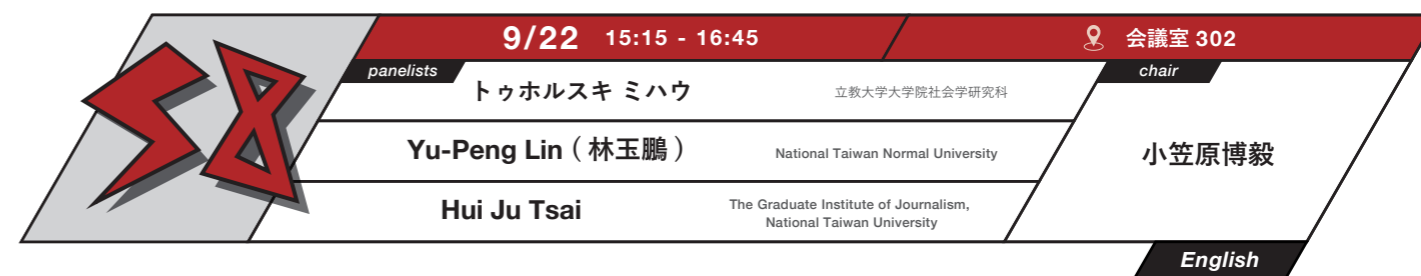 S8
9/22 15:15 - 16:45
会議室 302
panelists
トゥホルスキ ミハウ
立教大学大学院社会学研究科
chair
Yu-Peng Lin ( 林玉鵬 )
National Taiwan Normal University
小笠原博毅
Hui Ju Tsai
The Graduate Institute of Journalism,
National Taiwan University
English